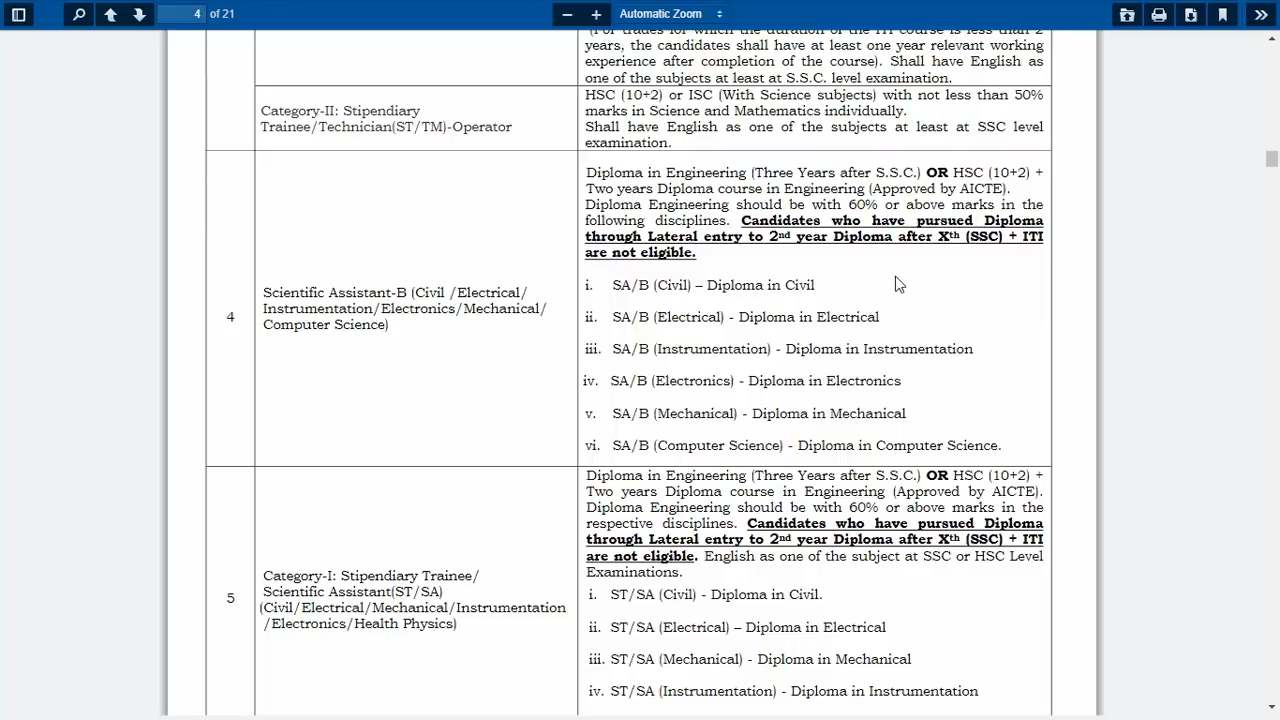 4 of 21
Automatic Zoom
(For trades for which the duration of the ITI course is less than 2
years, the candidates shall have at least one year relevant working
experience after completion of the course). Shall have English as
one of the subjects at least at S.S.C. level examination.
Category-II: Stipendiary
Trainee/Technician(ST/TM)-Operator
HSC (10+2) or ISC (With Science subjects) with not less than 50%
marks in Science and Mathematics individually.
Shall have English as one of the subjects at least at SSC level
examination.
4
Scientific Assistant-B (Civil /Electrical/
Instrumentation/Electronics/Mechanical/
Computer Science)
Diploma in Engineering (Three Years after S.S.C.) OR HSC (10+2) +
Two years Diploma course in Engineering (Approved by AICTE).
Diploma Engineering should be with 60% or above marks in the
following disciplines. Candidates who have pursued Diploma
through Lateral entry to 2nd year Diploma after Xth (SSC) + ITI
are not eligible.
i. SA/B (Civil) – Diploma in Civil
ii. SA/B (Electrical) - Diploma in Electrical
iii. SA/B (Instrumentation) - Diploma in Instrumentation
iv. SA/B (Electronics) - Diploma in Electronics
v. SA/B (Mechanical) - Diploma in Mechanical
vi. SA/B (Computer Science) - Diploma in Computer Science.
5
Category-I: Stipendiary Trainee/
Scientific Assistant(ST/SA)
(Civil/Electrical/Mechanical/Instrumentation
/Electronics/Health Physics)
Diploma in Engineering (Three Years after S.S.C.) OR HSC (10+2) +
Two years Diploma course in Engineering (Approved by AICTE).
Diploma Engineering should be with 60% or above marks in the
respective disciplines. Candidates who have pursued Diploma
through Lateral entry to 2nd year Diploma after Xth (SSC) + ITI
are not eligible. English as one of the subject at SSC or HSC Level
Examinations.
i. ST/SA (Civil) - Diploma in Civil.
ii. ST/SA (Electrical) – Diploma in Electrical
iii. ST/SA (Mechanical) - Diploma in Mechanical
iv. ST/SA (Instrumentation) - Diploma in Instrumentation